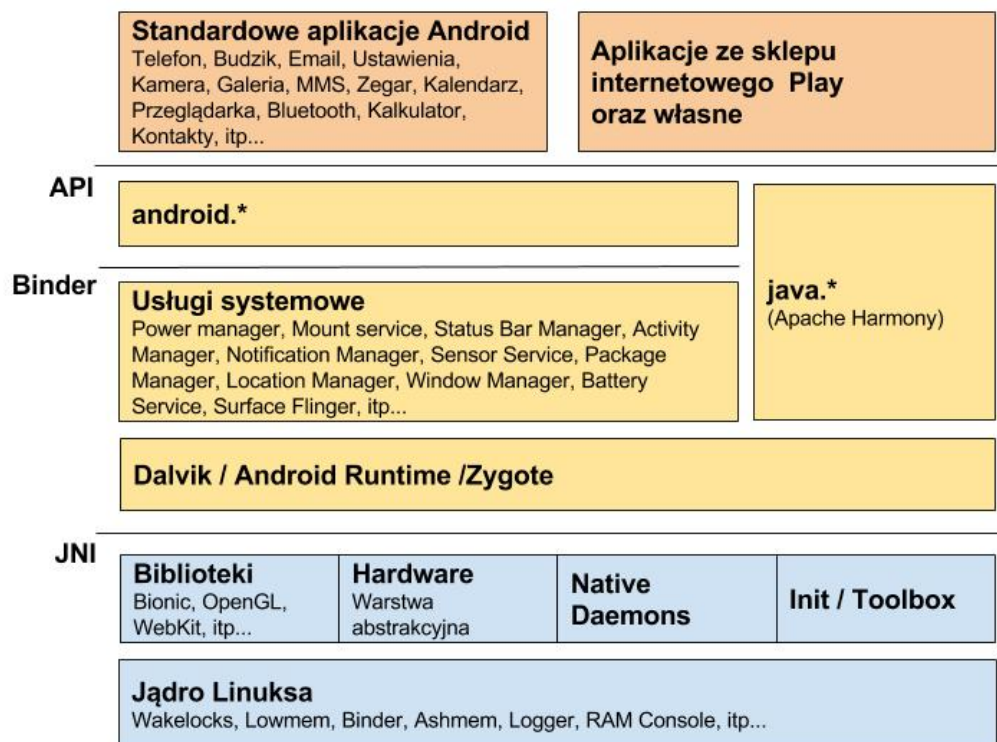 Standardowe aplikacje Android
Telefon, Budzik, Email, Ustawienia,
Kamera, Galeria, MMS, Zegar, Kalendarz,
Przeglądarka, Bluetooth, Kalkulator,
Kontakty, itp...
Aplikacje ze sklepu
internetowego Play
oraz własne
API
android.*
Binder
Usługi systemowe
Power manager, Mount service, Status Bar Manager, Activity
Manager, Notification Manager, Sensor Service, Package
Manager, Location Manager, Window Manager, Battery
Service, Surface Flinger, itp...
java.*
(Apache Harmony)
Dalvik / Android Runtime /Zygote
JNI
Biblioteki
Bionic, OpenGL,
WebKit, itp...
Hardware
Warstwa
abstrakcyjna
Native
Daemons
Init / Toolbox
Jądro Linuksa
Wakelocks, Lowmem, Binder, Ashmem, Logger, RAM Console, itp...